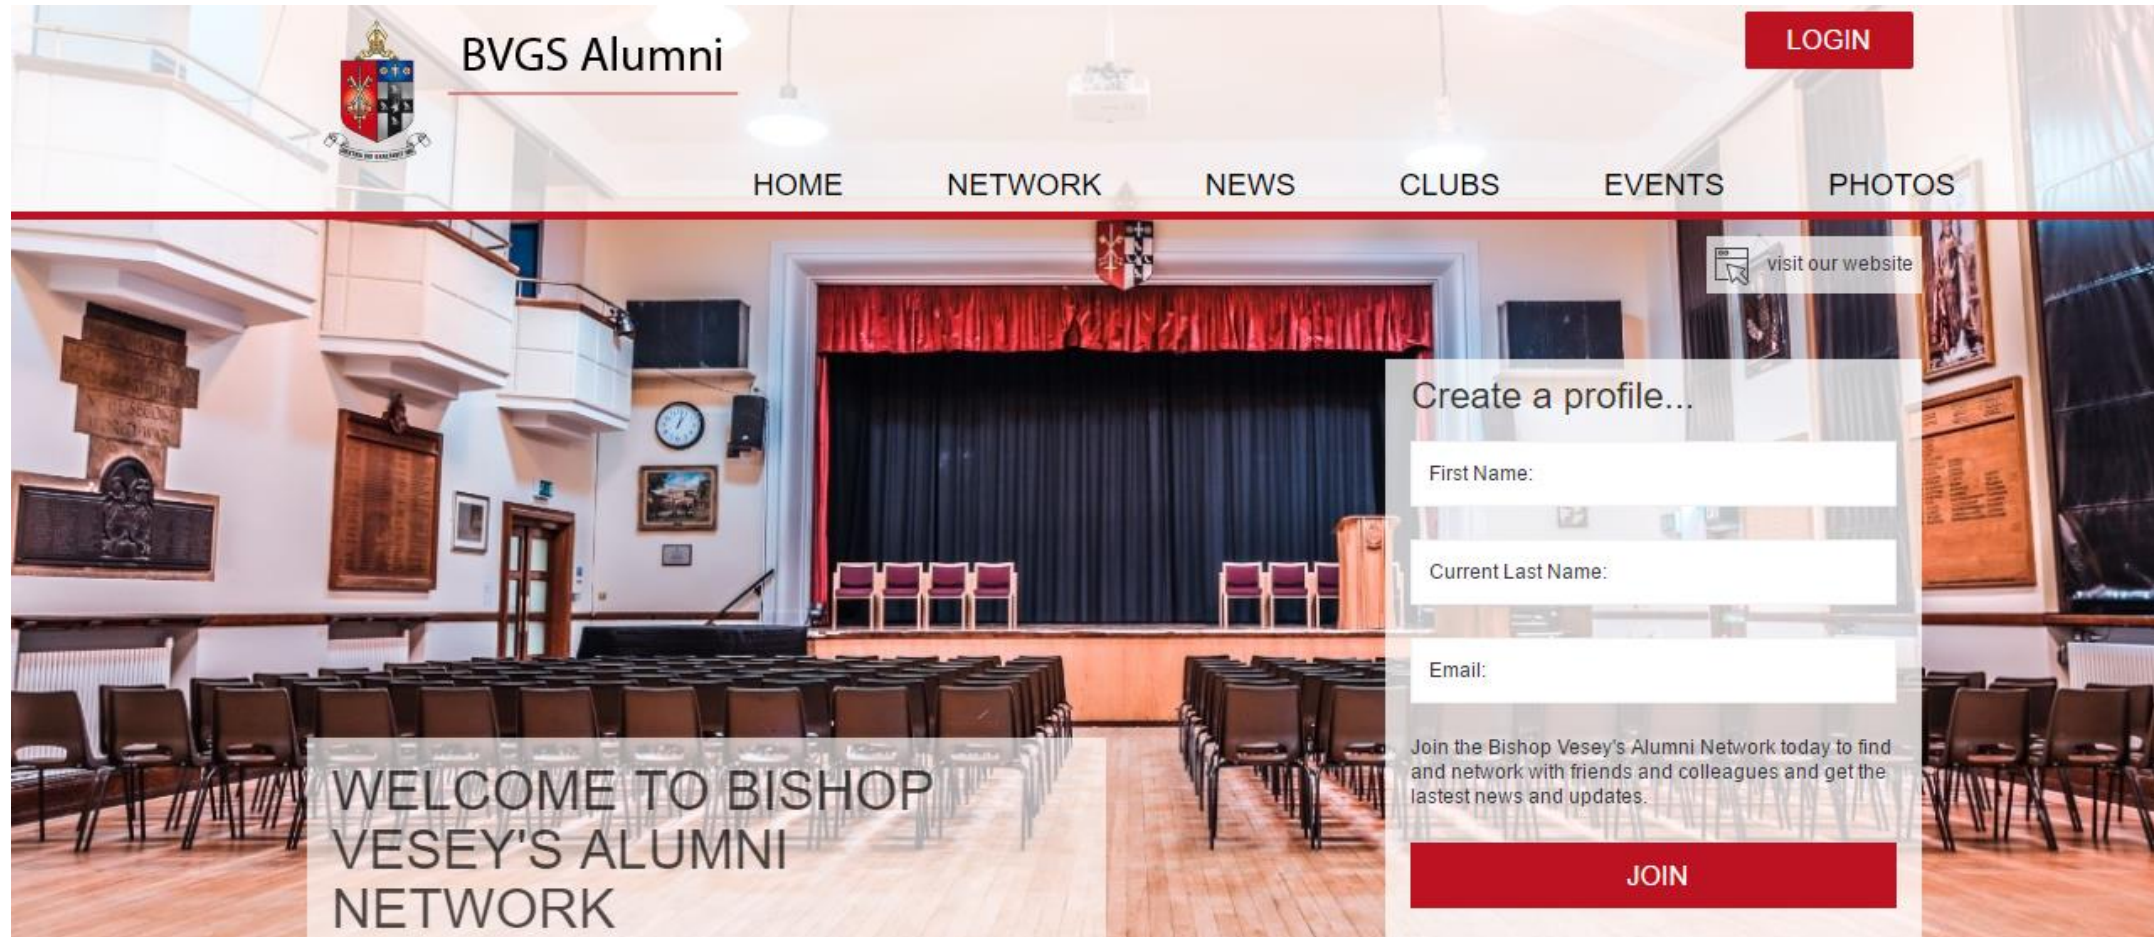 BVGS Alumni
LOGIN
HOME NETWORK NEWS CLUBS EVENTS PHOTOS
visit our website
Create a profile...
First Name:
Current Last Name:
Email:
Join the Bishop Vesey's Alumni Network today to find
and network with friends and colleagues and get the
lastest news and updates.
JOIN
WELCOME TO BISHOP
VESEY'S ALUMNI
NETWORK